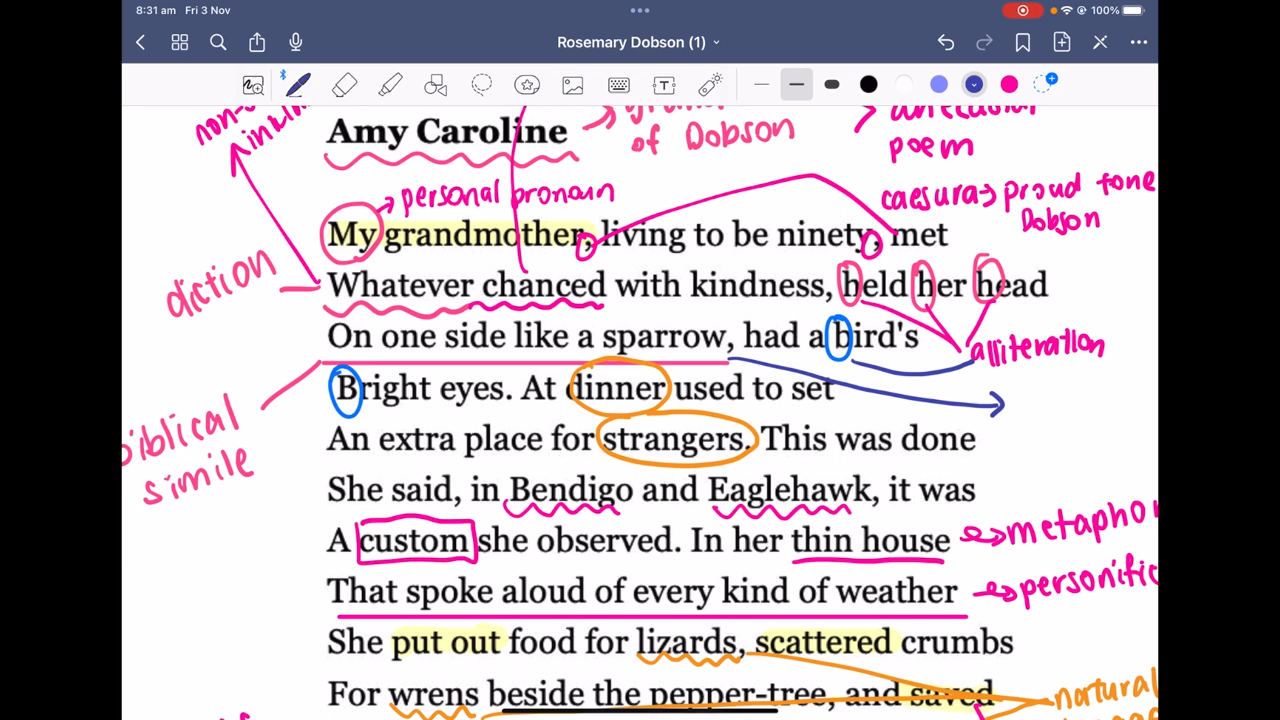 8:31 am Fri 3 Nov
100%
Rosemary Dobson (1)
Amy Caroline
of Dobson
poem
personal pronoun
caesura proud tone
Dobson
My grandmother, living to be ninety, met
diction
Whatever chanced with kindness, held her head
On one side like a sparrow, had a bird's
alliteration
Bright eyes. At dinner used to set
An extra place for strangers. This was done
biblical
simile
She said, in Bendigo and Eaglehawk, it was
A custom she observed. In her thin house
metaphor
That spoke aloud of every kind of weather
personific
She put out food for lizards, scattered crumbs
For wrens beside the pepper-tree, and saved
natural